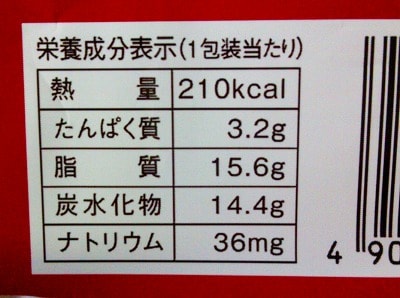 栄養成分表示(1包装当たり)
熱量 210kcal
たんぱく質 3.2g
脂質 15.6g
炭水化物 14.4g
ナトリウム 36mg
4 90